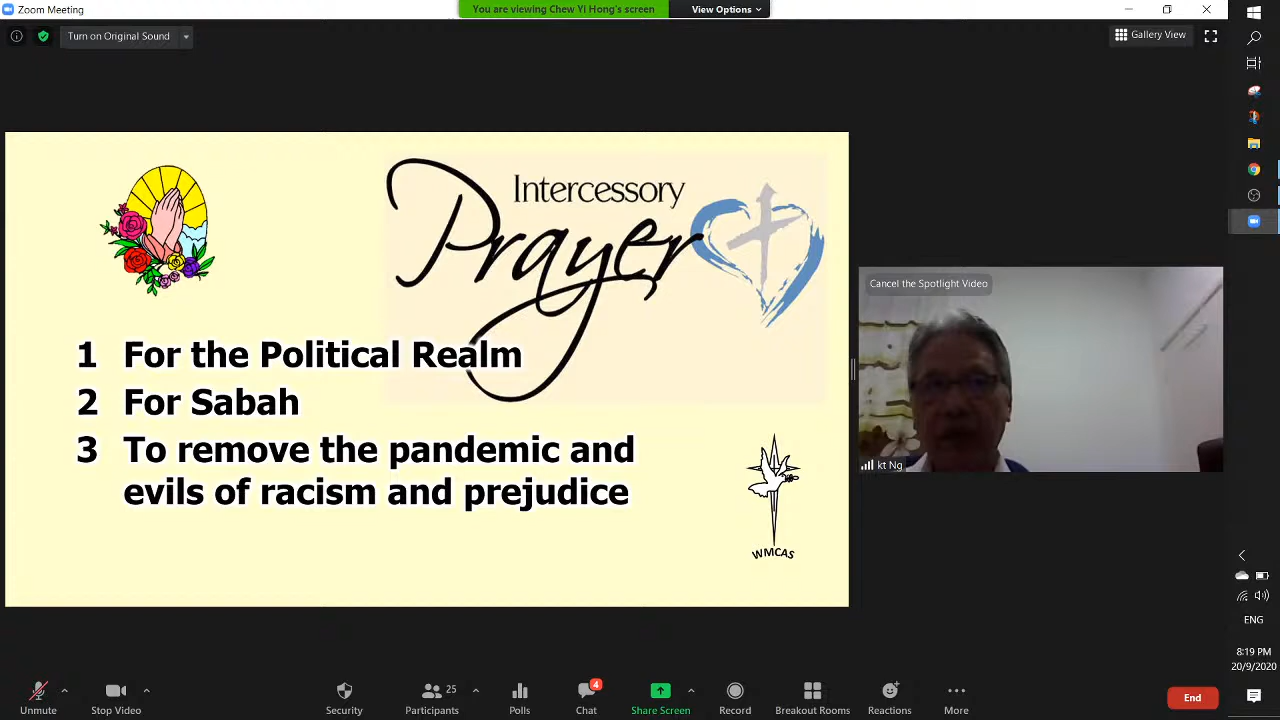 Zoom Meeting
You are viewing Chew Yi Hong's screen
View Options
Turn on Original Sound
Gallery View
Intercessory
Prayer
1 For the Political Realm
2 For Sabah
3 To remove the pandemic and
evils of racism and prejudice
WMCAS
Cancel the Spotlight Video
kt Ng
ENG
8:19 PM
20/9/2020
Unmute
Stop Video
Security
25
Participants
Polls
4
Chat
Share Screen
Record
Breakout Rooms
Reactions
More
End